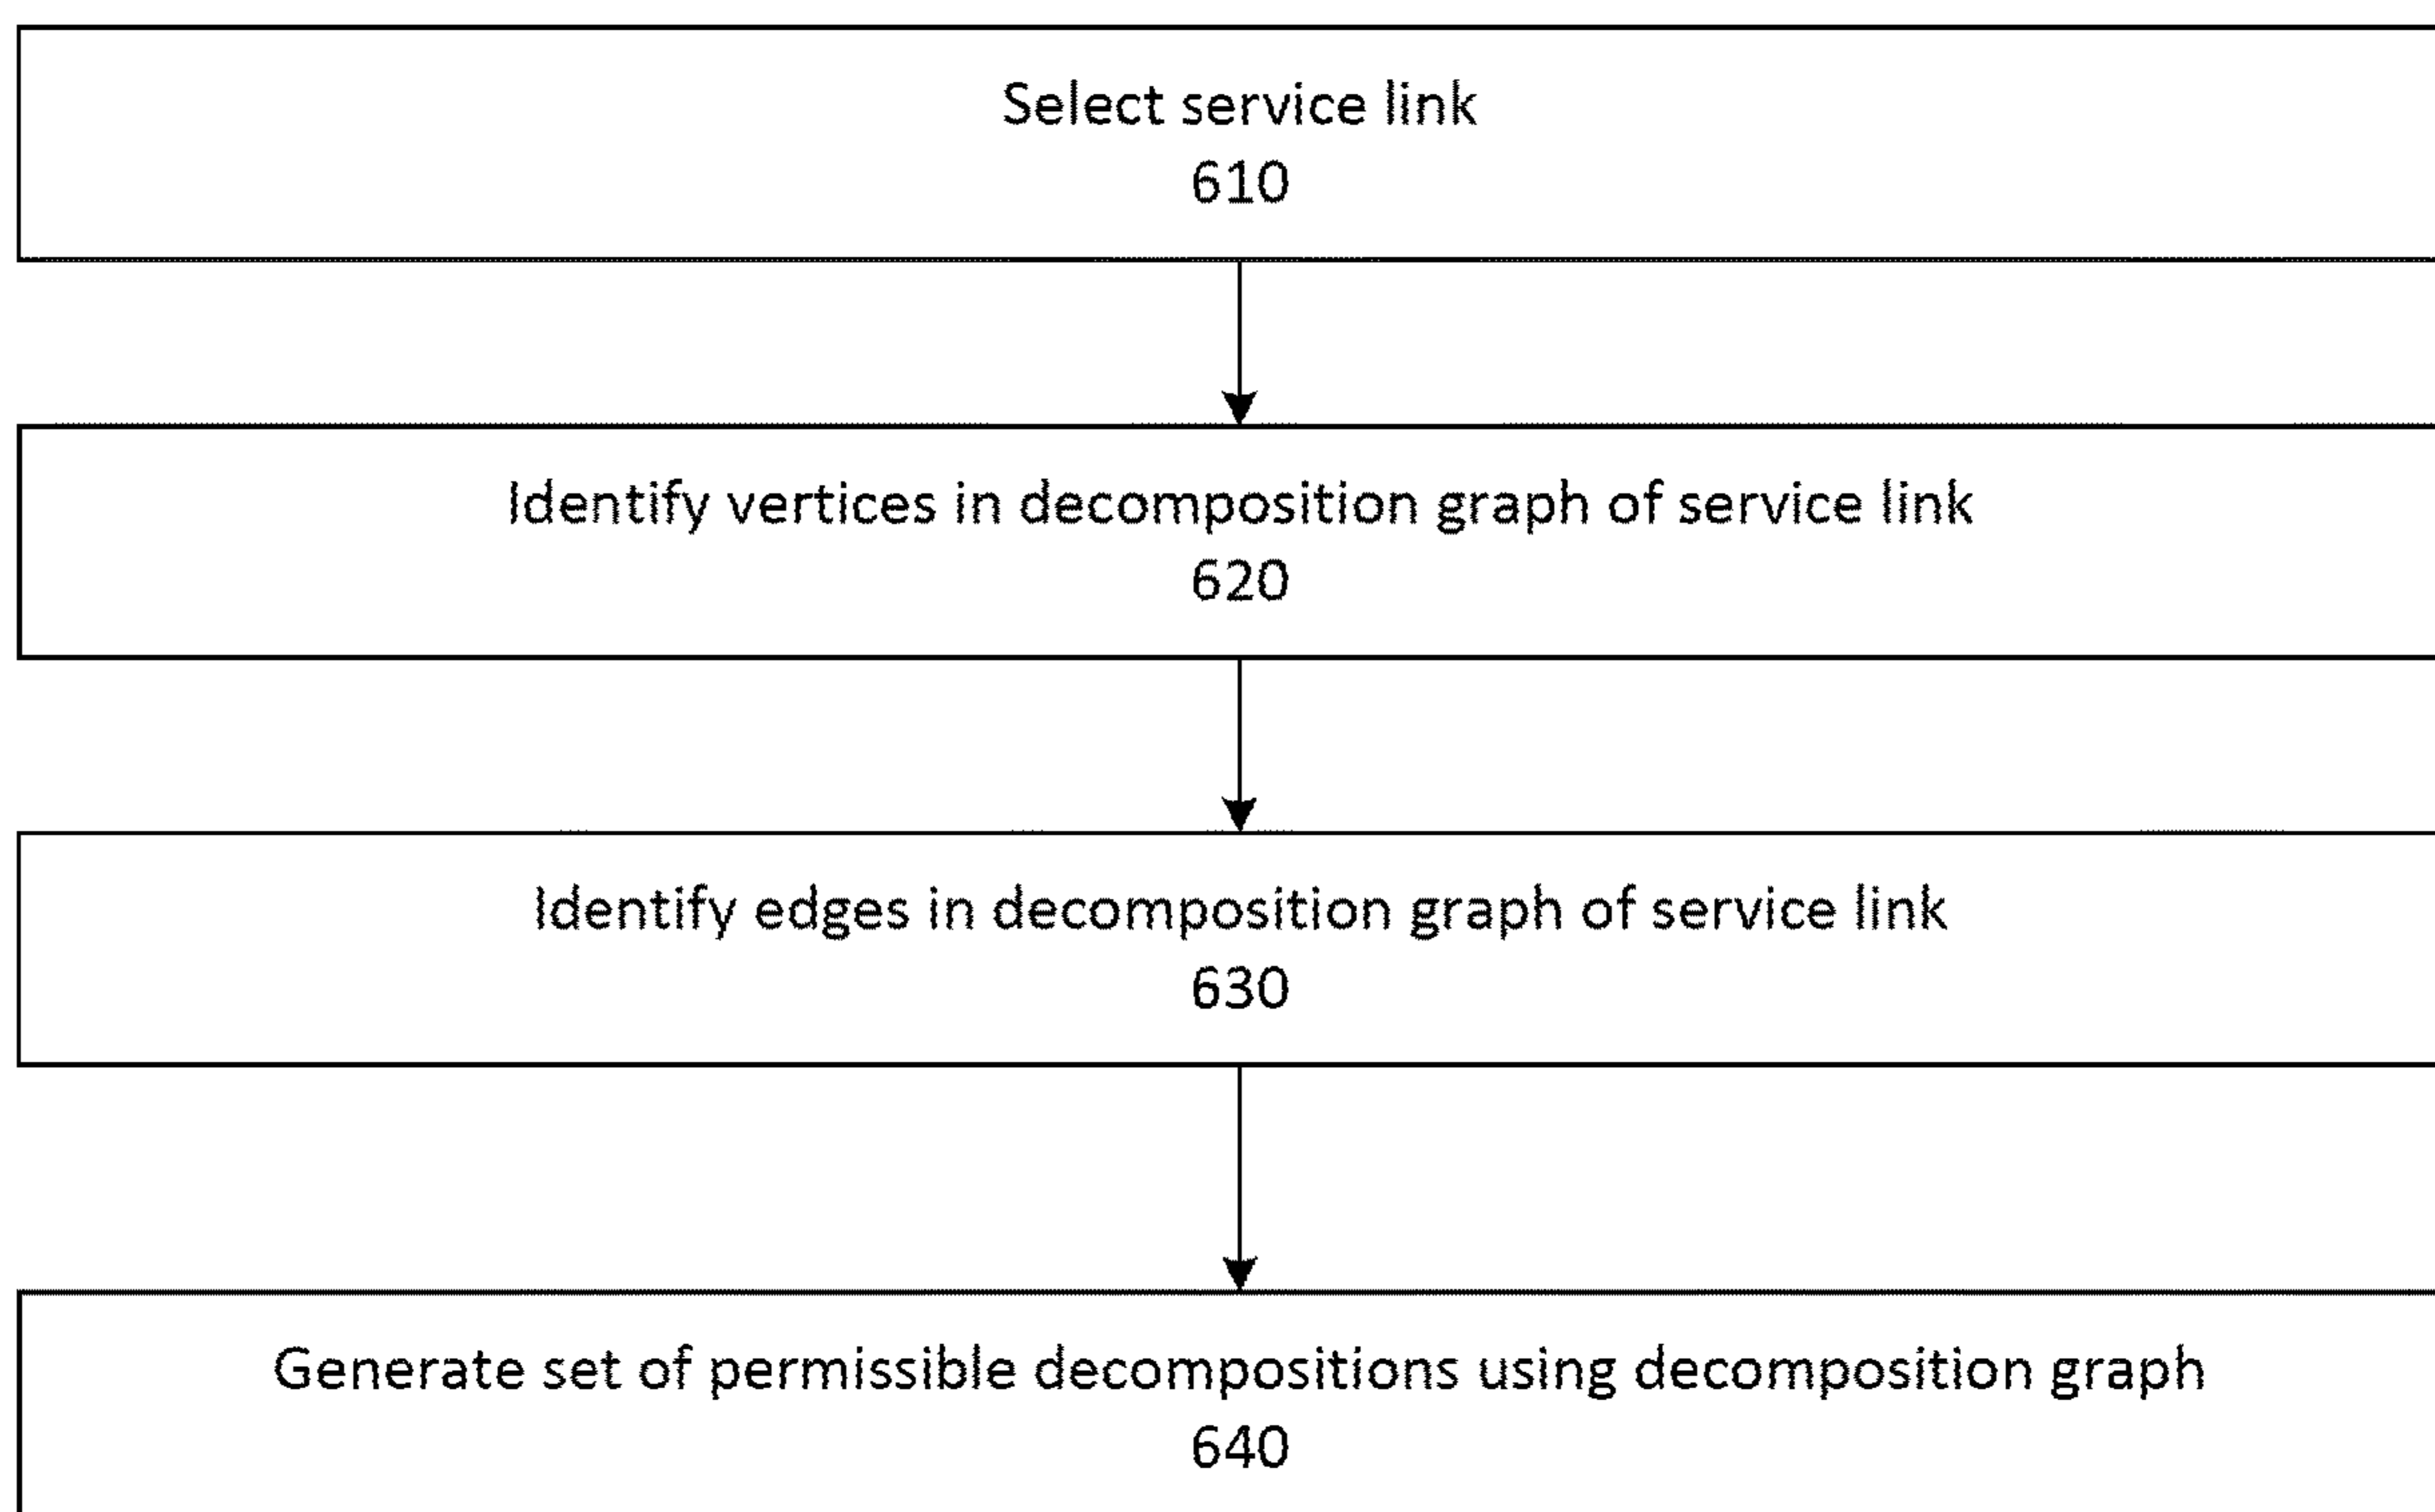 Select service link
610
Identify vertices in decomposition graph of service link
620
Identify edges in decomposition graph of service link
630
Generate set of permissible decompositions using decomposition graph
640